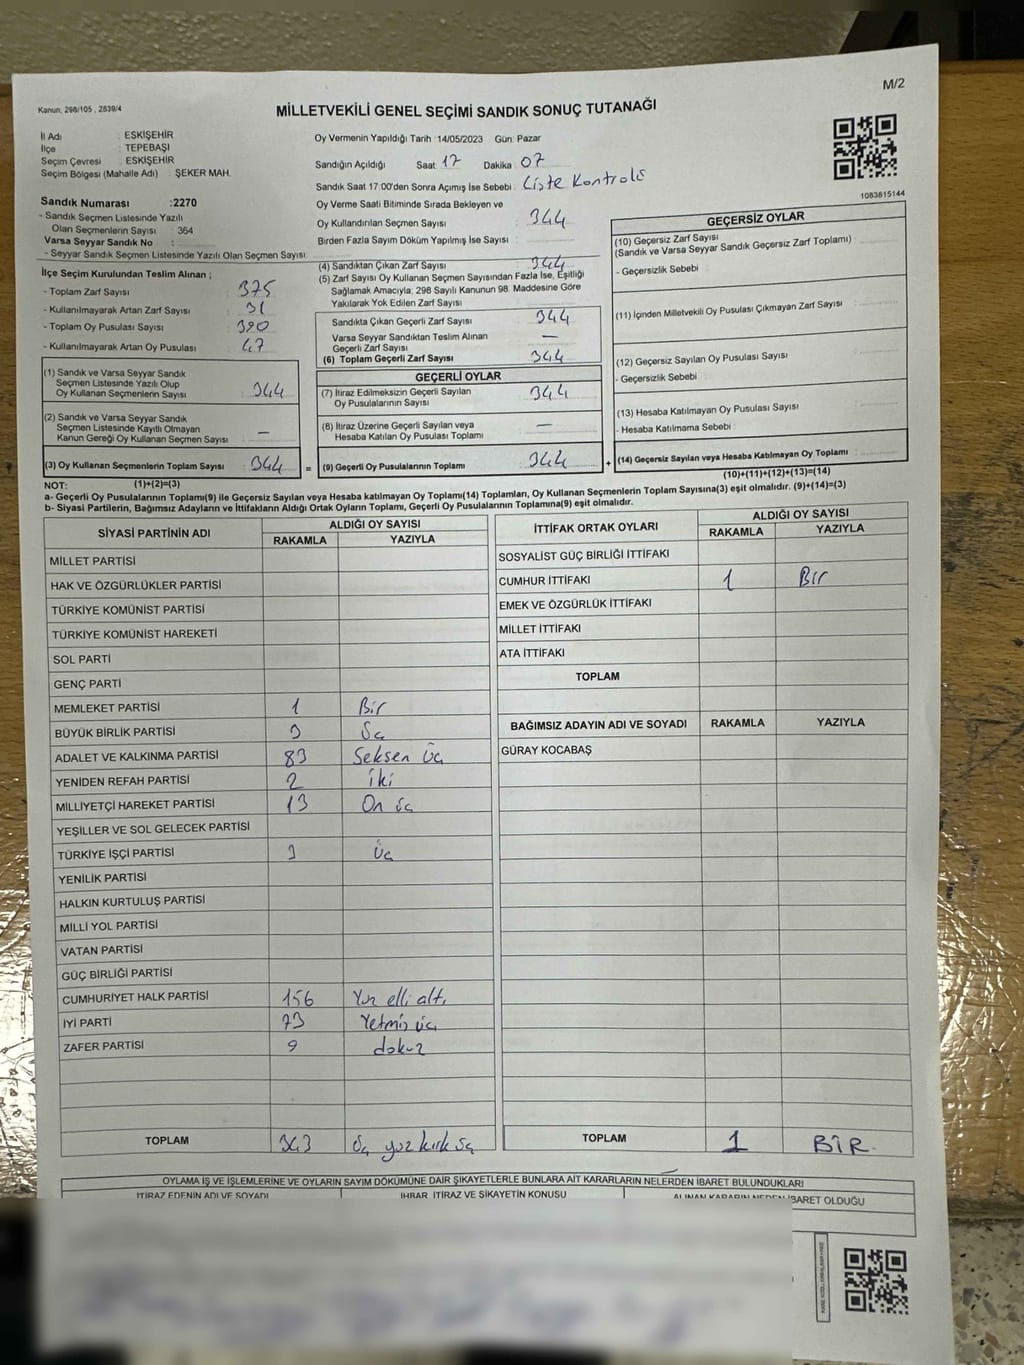 M/2
Kanun, 298/105 , 2839/4
MİLLETVEKİLİ GENEL SEÇİMİ SANDIK SONUÇ TUTANAĞI
İl Adı : ESKİŞEHİR
İlçe : TEPEBAŞI
Seçim Çevresi : ESKİŞEHİR
Seçim Bölgesi (Mahalle Adı) : ŞEKER MAH.
Oy Vermenin Yapıldığı Tarih :14/05/2023 Gün: Pazar
Sandığın Açıldığı Saat 17 Dakika 07
Sandık Saat 17:00'den Sonra Açımış İse Sebebi : Liste Kontrolü
1083615144
Sandık Numarası :2270
- Sandık Seçmen Listesinde Yazılı
Olan Seçmenlerin Sayısı : 364
Varsa Seyyar Sandık No :
- Seyyar Sandık Seçmen Listesinde Yazılı Olan Seçmen Sayısı
Oy Verme Saati Bitiminde Sırada Bekleyen ve
Oy Kullandırılan Seçmen Sayısı : 344
Birden Fazla Sayım Döküm Yapılmış İse Sayısı :
İlçe Seçim Kurulundan Teslim Alınan ;
- Toplam Zarf Sayısı : 375
- Kullanılmayarak Artan Zarf Sayısı : 31
- Toplam Oy Pusulası Sayısı : 390
- Kullanılmayarak Artan Oy Pusulası : 47
(4) Sandıktan Çıkan Zarf Sayısı 344
(5) Zarf Sayısı Oy Kullanan Seçmen Sayısından Fazla İse, Eşitliği
Sağlamak Amacıyla, 298 Sayılı Kanunun 98. Maddesine Göre
Yakılarak Yok Edilen Zarf Sayısı :
Sandıkta Çıkan Geçerli Zarf Sayısı : 344
Varsa Seyyar Sandıktan Teslim Alınan
Geçerli Zarf Sayısı : —
(6) Toplam Geçerli Zarf Sayısı : 344
(1) Sandık ve Varsa Seyyar Sandık
Seçmen Listesinde Yazılı Olup
Oy Kullanan Seçmenlerin Sayısı : 344
(2) Sandık ve Varsa Seyyar Sandık
Seçmen Listesinde Kayıtlı Olmayan
Kanun Gereği Oy Kullanan Seçmen Sayısı : —
(3) Oy Kullanan Seçmenlerin Toplam Sayısı : 344 =
GEÇERLİ OYLAR
(7) İtiraz Edilmeksizin Geçerli Sayılan
Oy Pusulalarının Sayısı : 344
(8) İtiraz Üzerine Geçerli Sayılan veya
Hesaba Katılan Oy Pusulası Toplamı : —
(9) Geçerli Oy Pusulalarının Toplamı : 344 +
GEÇERSİZ OYLAR
(10) Geçersiz Zarf Sayısı
(Sandık ve Varsa Seyyar Sandık Geçersiz Zarf Toplamı) :
- Geçersizlik Sebebi :
(11) İçinden Milletvekili Oy Pusulası Çıkmayan Zarf Sayısı :
(12) Geçersiz Sayılan Oy Pusulası Sayısı :
- Geçersizlik Sebebi :
(13) Hesaba Katılmayan Oy Pusulası Sayısı :
- Hesaba Katılmama Sebebi :
(14) Geçersiz Sayılan veya Hesaba Katılmayan Oy Toplamı :
NOT: (1)+(2)=(3)
(10)+(11)+(12)+(13)=(14)
a- Geçerli Oy Pusulalarının Toplamı(9) ile Geçersiz Sayılan veya Hesaba katılmayan Oy Toplamı(14) Toplamları, Oy Kullanan Seçmenlerin Toplam Sayısına(3) eşit olmalıdır. (9)+(14)=(3)
b- Siyasi Partilerin, Bağımsız Adayların ve İttifakların Aldığı Ortak Oyların Toplamı, Geçerli Oy Pusulalarının Toplamına(9) eşit olmalıdır.
SİYASİ PARTİNİN ADI ALDIĞI OY SAYISI
RAKAMLA YAZIYLA
MİLLET PARTİSİ
HAK VE ÖZGÜRLÜKLER PARTİSİ
TÜRKİYE KOMÜNİST PARTİSİ
TÜRKİYE KOMÜNİST HAREKETİ
SOL PARTİ
GENÇ PARTİ
MEMLEKET PARTİSİ 1 Bir
BÜYÜK BİRLİK PARTİSİ 3 Üç
ADALET VE KALKINMA PARTİSİ 83 Seksen üç
YENİDEN REFAH PARTİSİ 2 iki
MİLLİYETÇİ HAREKET PARTİSİ 13 On üç
YEŞİLLER VE SOL GELECEK PARTİSİ
TÜRKİYE İŞÇİ PARTİSİ 3 Üç
YENİLİK PARTİSİ
HALKIN KURTULUŞ PARTİSİ
MİLLİ YOL PARTİSİ
VATAN PARTİSİ
GÜÇ BİRLİĞİ PARTİSİ
CUMHURİYET HALK PARTİSİ 156 Yüz elli altı
İYİ PARTİ 73 Yetmiş üç
ZAFER PARTİSİ 9 dokuz
TOPLAM 343 Üç yüz kırk üç
İTTİFAK ORTAK OYLARI ALDIĞI OY SAYISI
RAKAMLA YAZIYLA
SOSYALİST GÜÇ BİRLİĞİ İTTİFAKI
CUMHUR İTTİFAKI 1 Bir
EMEK VE ÖZGÜRLÜK İTTİFAKI
MİLLET İTTİFAKI
ATA İTTİFAKI
TOPLAM
BAĞIMSIZ ADAYIN ADI VE SOYADI RAKAMLA YAZIYLA
GÜRAY KOCABAŞ
TOPLAM 1 BİR
OYLAMA İŞ VE İŞLEMLERİNE VE OYLARIN SAYIM DÖKÜMÜNE DAİR ŞİKAYETLERLE BUNLARA AİT KARARLARIN NELERDEN İBARET BULUNDUKLARI
İTİRAZ EDENİN ADI VE SOYADI İHBAR, İTİRAZ VE ŞİKAYETİN KONUSU ALINAN KARARIN NEDEN İBARET OLDUĞU